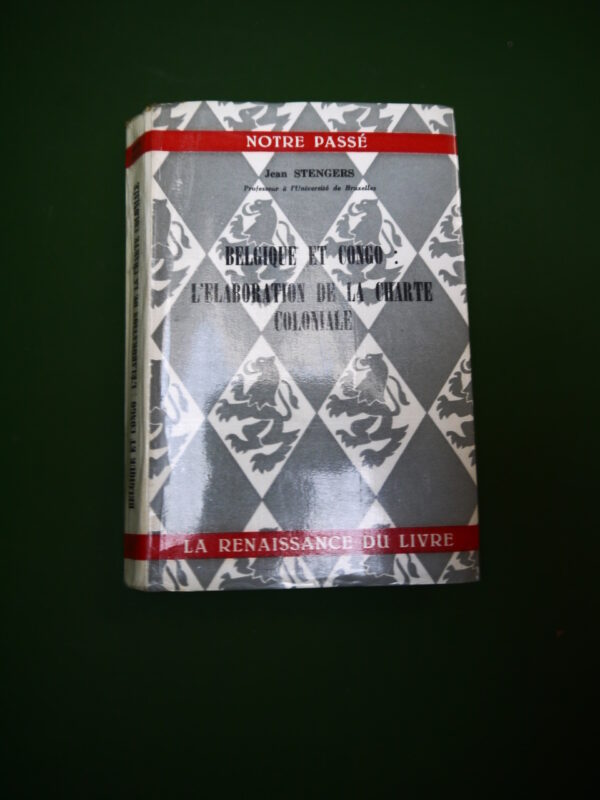 NOTRE PASSÉ
Jean STENGERS
Professeur à l'Université de Bruxelles
BELGIQUE ET CONGO :
L'ELABORATION DE LA CHARTE
COLONIALE
LA RENAISSANCE DU LIVRE
BELGIQUE ET CONGO : L'ÉLABORATION DE LA CHARTE COLONIALE